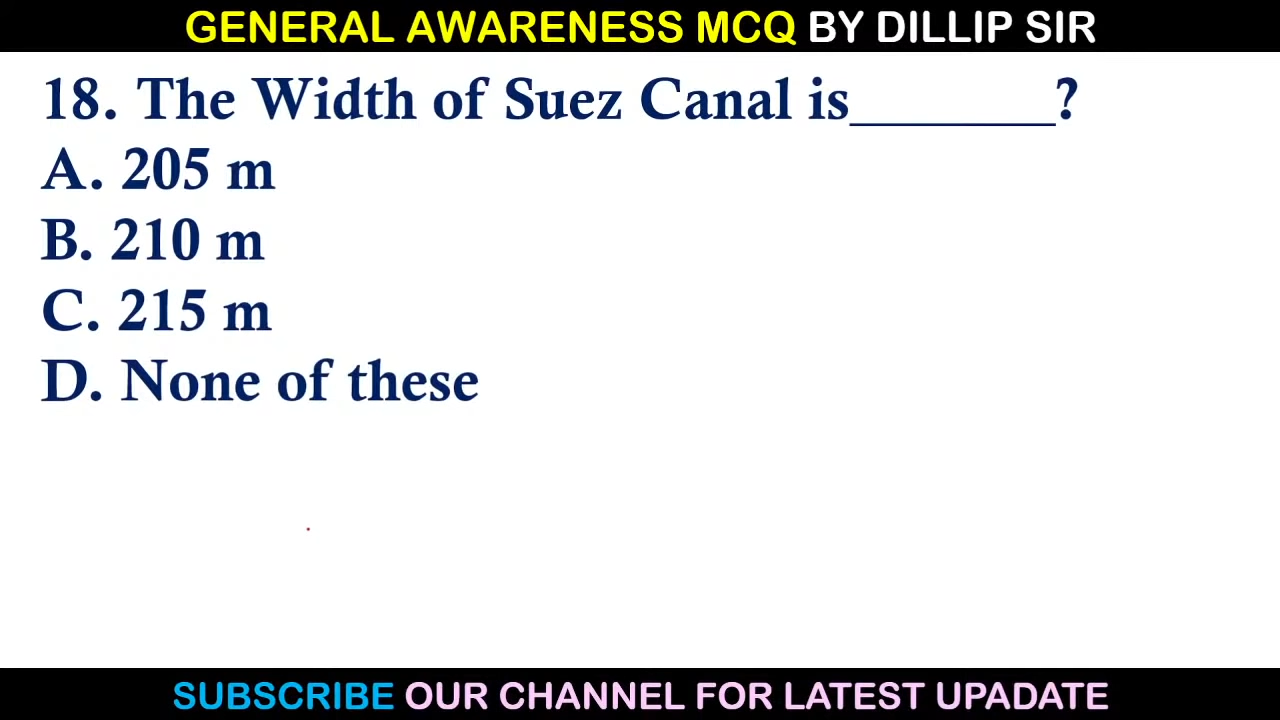 GENERAL AWARENESS MCQ BY DILLIP SIR
18. The Width of Suez Canal is_______?
A. 205 m
B. 210 m
C. 215 m
D. None of these
SUBSCRIBE OUR CHANNEL FOR LATEST UPADATE